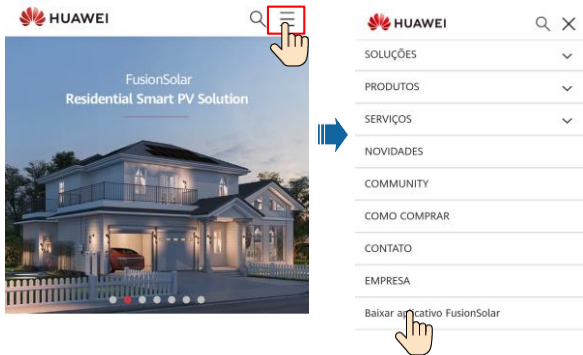 HUAWEI
FusionSolar
Residential Smart PV Solution
HUAWEI
SOLUÇÕES
PRODUTOS
SERVIÇOS
NOVIDADES
COMMUNITY
COMO COMPRAR
CONTATO
EMPRESA
Baixar aplicativo FusionSolar